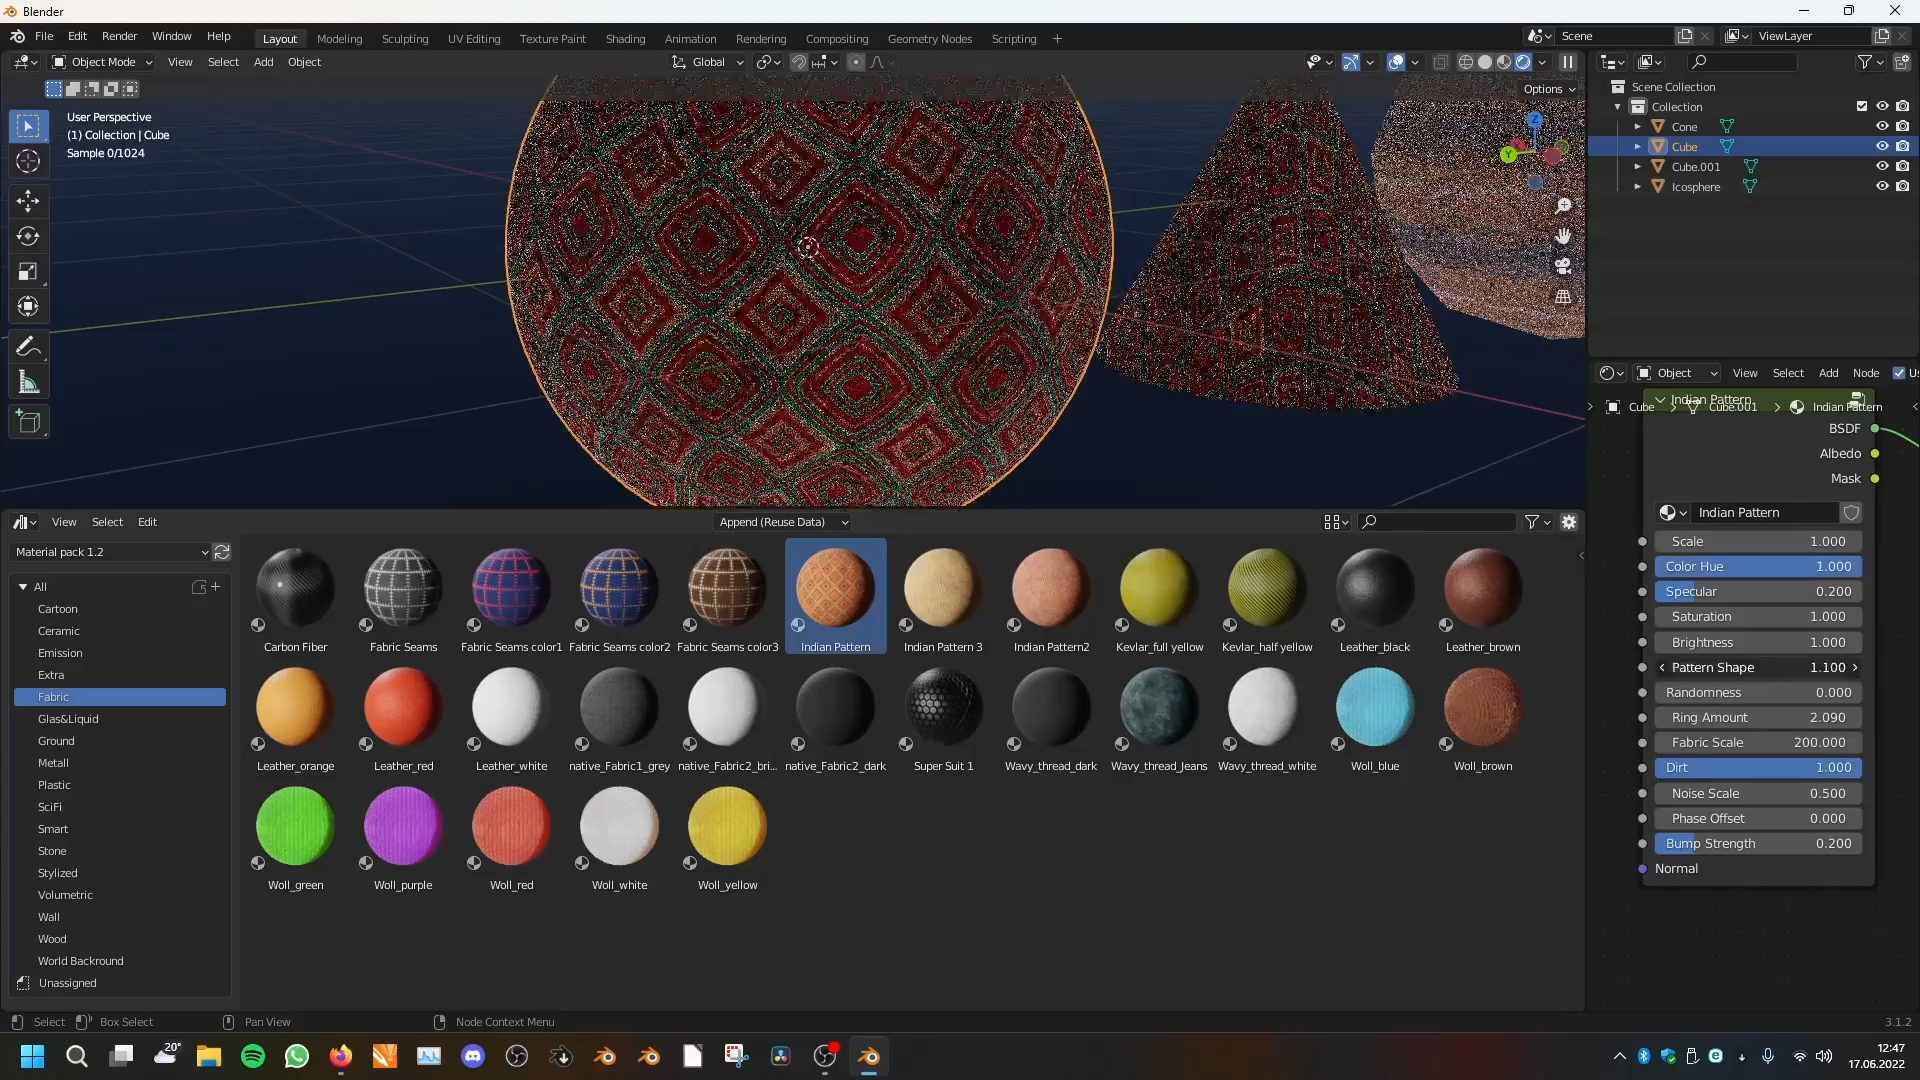 Blender
File Edit Render Window Help
Layout Modeling Sculpting UV Editing Texture Paint Shading Animation Rendering Compositing Geometry Nodes Scripting +
Scene
ViewLayer
Object Mode View Select Add Object
Global
Options
User Perspective
(1) Collection | Cube
Sample 0/1024
Z
Y
Scene Collection
Collection
Cone
Cube
Cube.001
Icosphere
Object View Select Add Node Us
Indian Pattern
Cube Cube.001 Indian Pattern
BSDF
Albedo
Mask
Indian Pattern
Scale 1.000
Color Hue 1.000
Specular 0.200
Saturation 1.000
Brightness 1.000
Pattern Shape 1.100
Randomness 0.000
Ring Amount 2.090
Fabric Scale 200.000
Dirt 1.000
Noise Scale 0.500
Phase Offset 0.000
Bump Strength 0.200
Normal
View Select Edit
Append (Reuse Data)
Material pack 1.2
All
Cartoon
Ceramic
Emission
Extra
Fabric
Glas&Liquid
Ground
Metall
Plastic
SciFi
Smart
Stone
Stylized
Volumetric
Wall
Wood
World Background
Unassigned
Carbon Fiber Fabric Seams Fabric Seams color1 Fabric Seams color2 Fabric Seams color3 Indian Pattern Indian Pattern 3 Indian Pattern2 Kevlar_full yellow Kevlar_half yellow Leather_black Leather_brown
Leather_orange Leather_red Leather_white native_Fabric1_grey native_Fabric2_bri... native_Fabric2_dark Super Suit 1 Wavy_thread_dark Wavy_thread_Jeans Wavy_thread_white Woll_blue Woll_brown
Woll_green Woll_purple Woll_red Woll_white Woll_yellow
Select Box Select Pan View Node Context Menu
3.1.2
20°
12:47
17.06.2022